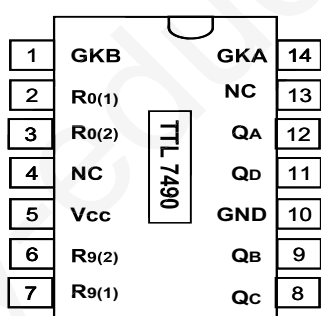 1 GKB GKA 14
2 R0(1) NC 13
3 R0(2) QA 12
4 NC QD 11
5 Vcc GND 10
6 R9(2) QB 9
7 R9(1) QC 8
TTL 7490